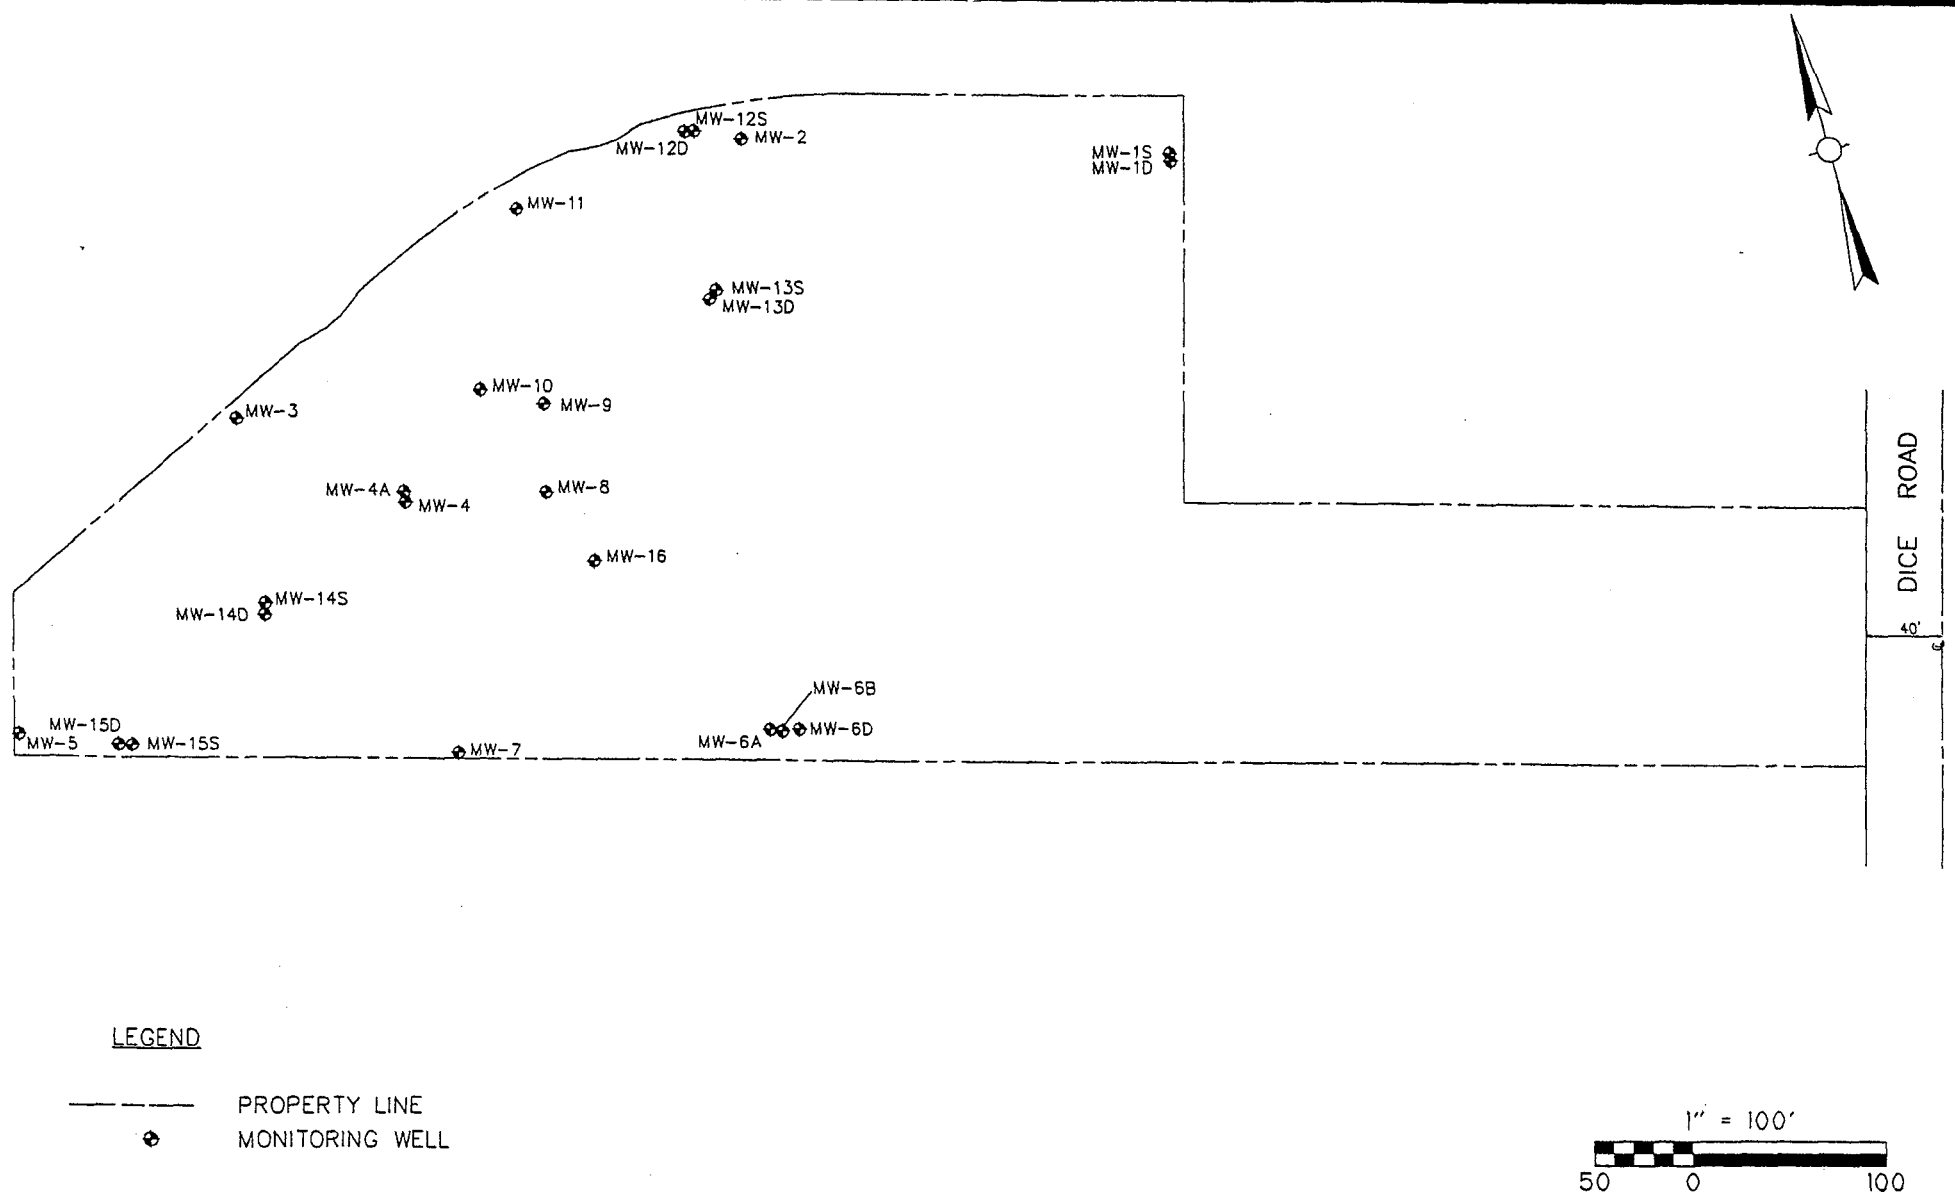 MW-12S
MW-2
MW-12D
MW-1S
MW-1D
MW-11
MW-13S
MW-13D
MW-10
MW-9
MW-3
MW-4A
MW-4
MW-8
MW-16
MW-14S
MW-14D
MW-6B
MW-15D
MW-5
MW-15S
MW-7
MW-6A
MW-6D
DICE ROAD
40'
LEGEND
PROPERTY LINE
MONITORING WELL
1" = 100'
50 0 100